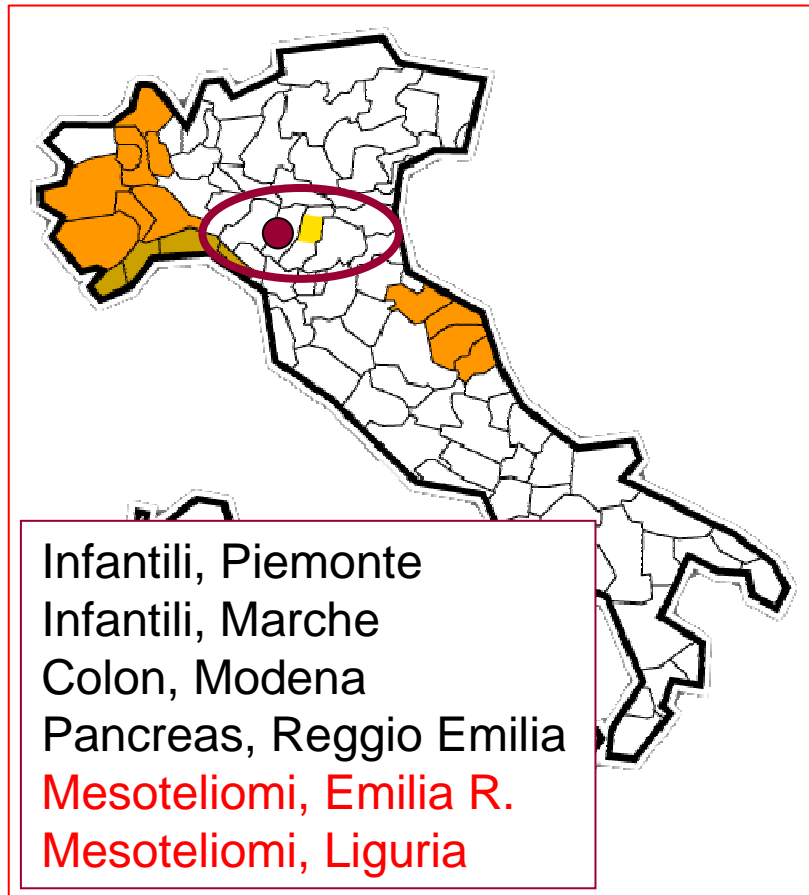 Infantili, Piemonte
Infantili, Marche
Colon, Modena
Pancreas, Reggio Emilia
Mesoteliomi, Emilia R.
Mesoteliomi, Liguria